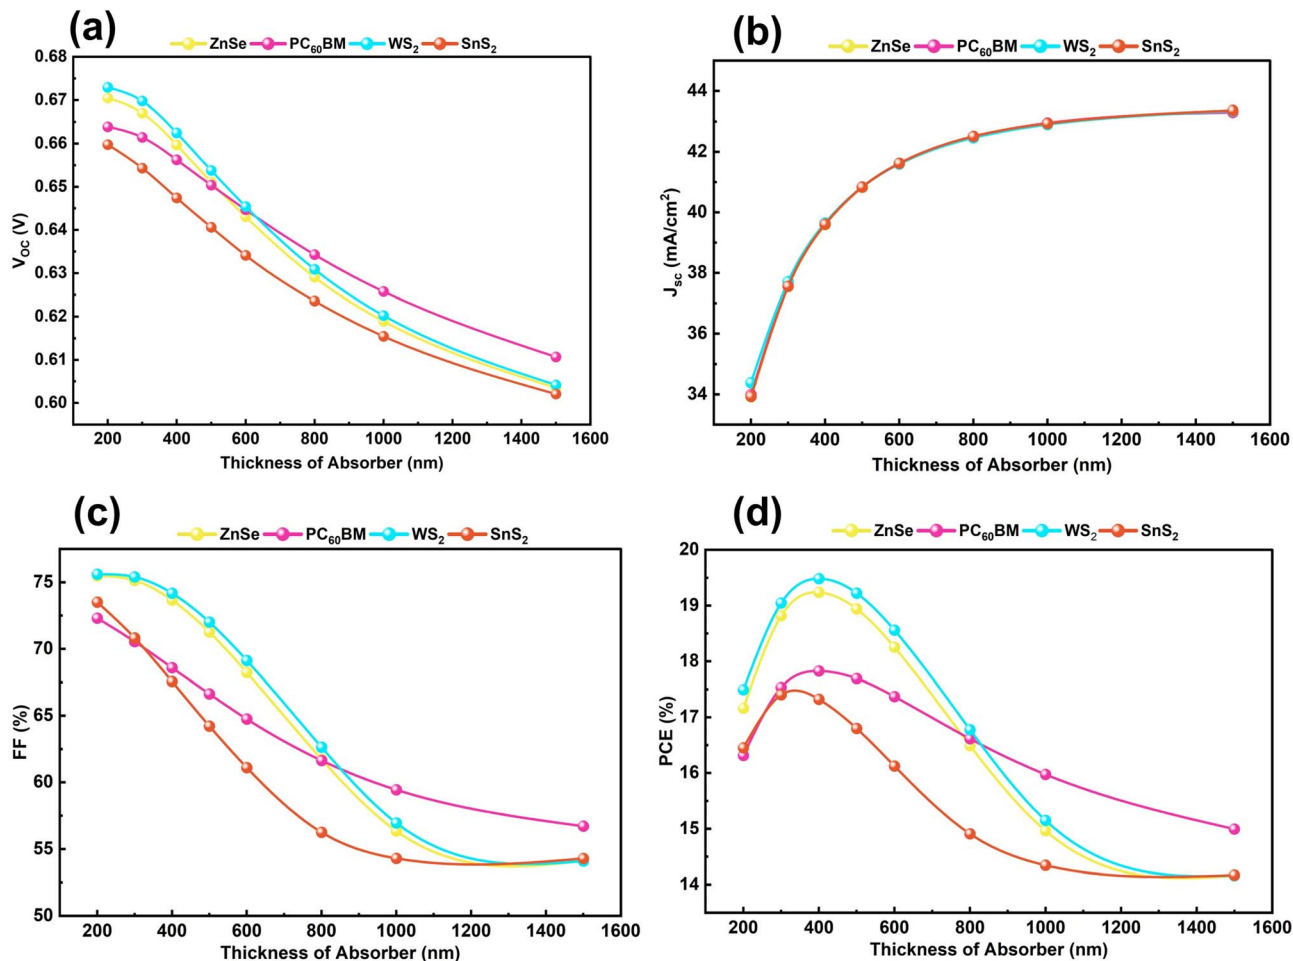 (a)
ZnSe PC60BM WS2 SnS2
0.68
0.67
0.66
0.65
0.64
0.63
0.62
0.61
0.60
VOC (V)
200 400 600 800 1000 1200 1400 1600
Thickness of Absorber (nm)
(b)
ZnSe PC60BM WS2 SnS2
44
42
40
38
36
34
Jsc (mA/cm2)
200 400 600 800 1000 1200 1400 1600
Thickness of Absorber (nm)
(c)
ZnSe PC60BM WS2 SnS2
75
70
65
60
55
50
FF (%)
200 400 600 800 1000 1200 1400 1600
Thickness of Absorber (nm)
(d)
ZnSe PC60BM WS2 SnS2
20
19
18
17
16
15
14
PCE (%)
200 400 600 800 1000 1200 1400 1600
Thickness of Absorber (nm)